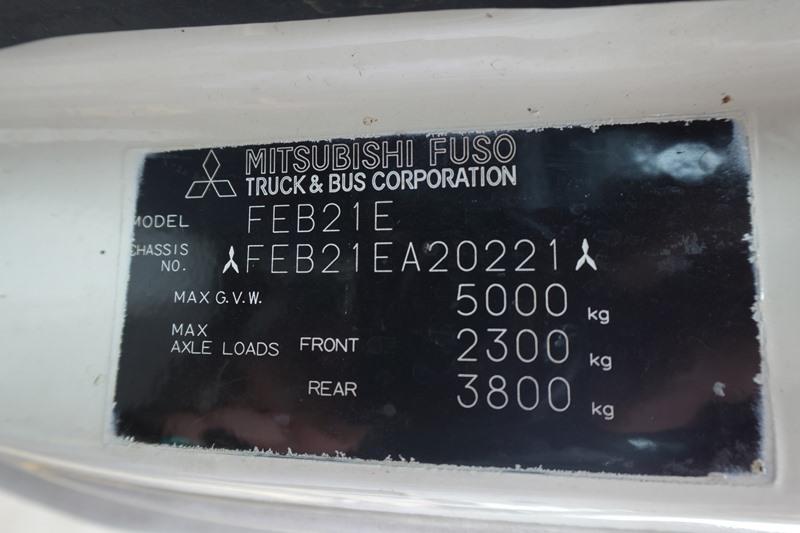 MITSUBISHI FUSO
TRUCK & BUS CORPORATION
MODEL FEB21E
CHASSIS NO. FEB21EA20221
MAX G.V.W. 5000 kg
MAX AXLE LOADS FRONT 2300 kg
REAR 3800 kg